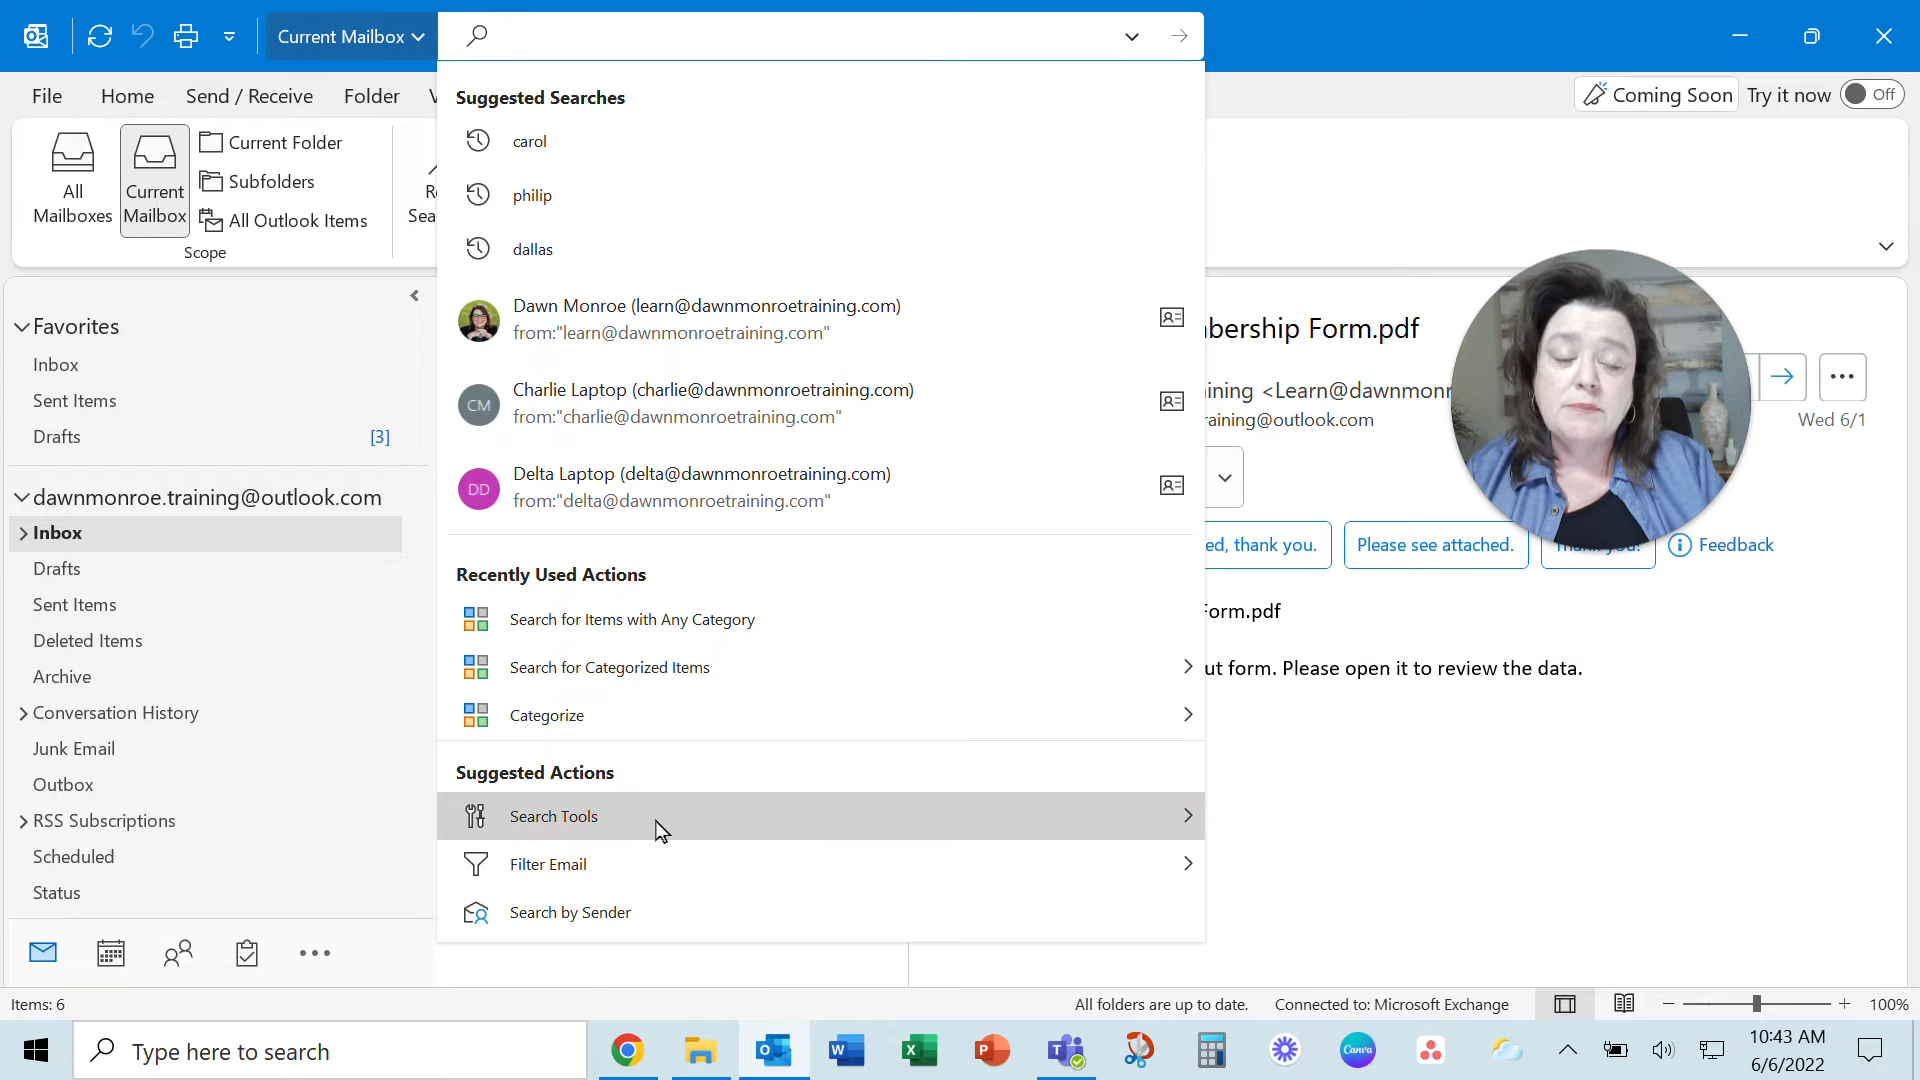 Current Mailbox
File
Home
Send / Receive
Folder
Coming Soon
Try it now
Off
All
Mailboxes
Current
Mailbox
Current Folder
Subfolders
All Outlook Items
Scope
Suggested Searches
carol
philip
dallas
Dawn Monroe (learn@dawnmonroetraining.com)
from:"learn@dawnmonroetraining.com"
CM
Charlie Laptop (charlie@dawnmonroetraining.com)
from:"charlie@dawnmonroetraining.com"
DD
Delta Laptop (delta@dawnmonroetraining.com)
from:"delta@dawnmonroetraining.com"
Recently Used Actions
Search for Items with Any Category
Search for Categorized Items
Categorize
Suggested Actions
Search Tools
Filter Email
Search by Sender
Favorites
Inbox
Sent Items
Drafts [3]
dawnmonroe.training@outlook.com
Inbox
Drafts
Sent Items
Deleted Items
Archive
Conversation History
Junk Email
Outbox
RSS Subscriptions
Scheduled
Status
bership Form.pdf
ining <Learn@dawnmonr
raining@outlook.com
Wed 6/1
ed, thank you.
Please see attached.
Feedback
Form.pdf
ut form. Please open it to review the data.
Items: 6
All folders are up to date.
Connected to: Microsoft Exchange
100%
Type here to search
Canva
10:43 AM
6/6/2022